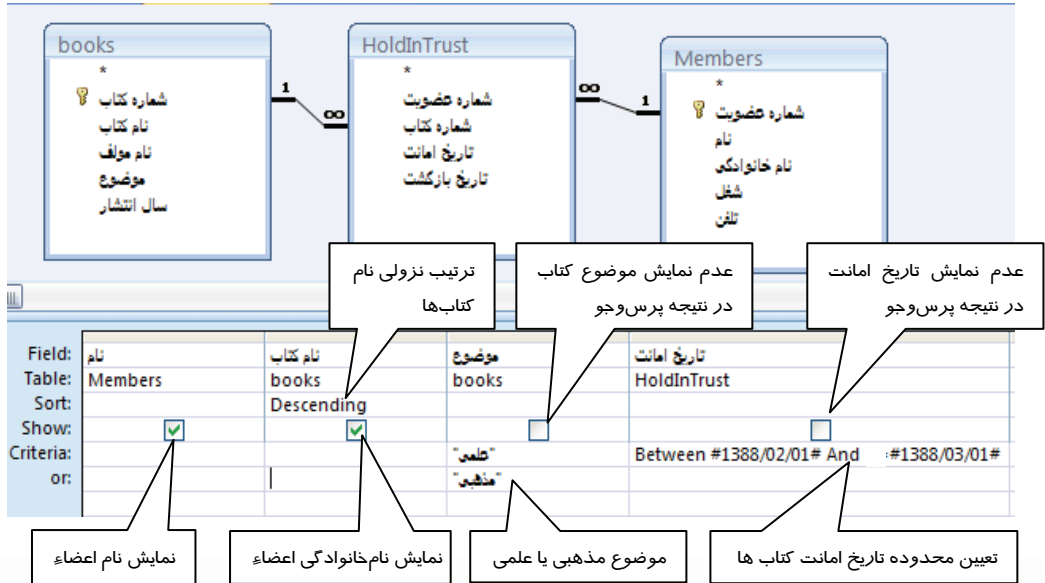 books
*
شماره کتاب
نام کتاب
نام مولف
موضوع
سال انتشار
1
∞
HoldInTrust
*
شماره عضویت
شماره کتاب
تاریخ امانت
تاریخ بازگشت
∞
1
Members
*
شماره عضویت
نام
نام خانوادگی
شغل
تلفن
ترتیب نزولی نام
کتاب‌ها
عدم نمایش موضوع کتاب
در نتیجه پرس‌وجو
عدم نمایش تاریخ امانت
در نتیجه پرس‌وجو
Field: نام نام کتاب موضوع تاریخ امانت
Table: Members books books HoldInTrust
Sort: Descending
Show:
Criteria: "علمی" Between #1388/02/01# And #1388/03/01#
or: "مذهبی"
نمایش نام اعضاءِ
نمایش نام‌خانوادگی اعضاءِ
موضوع مذهبی یا علمی
تعیین محدوده تاریخ امانت کتاب ها